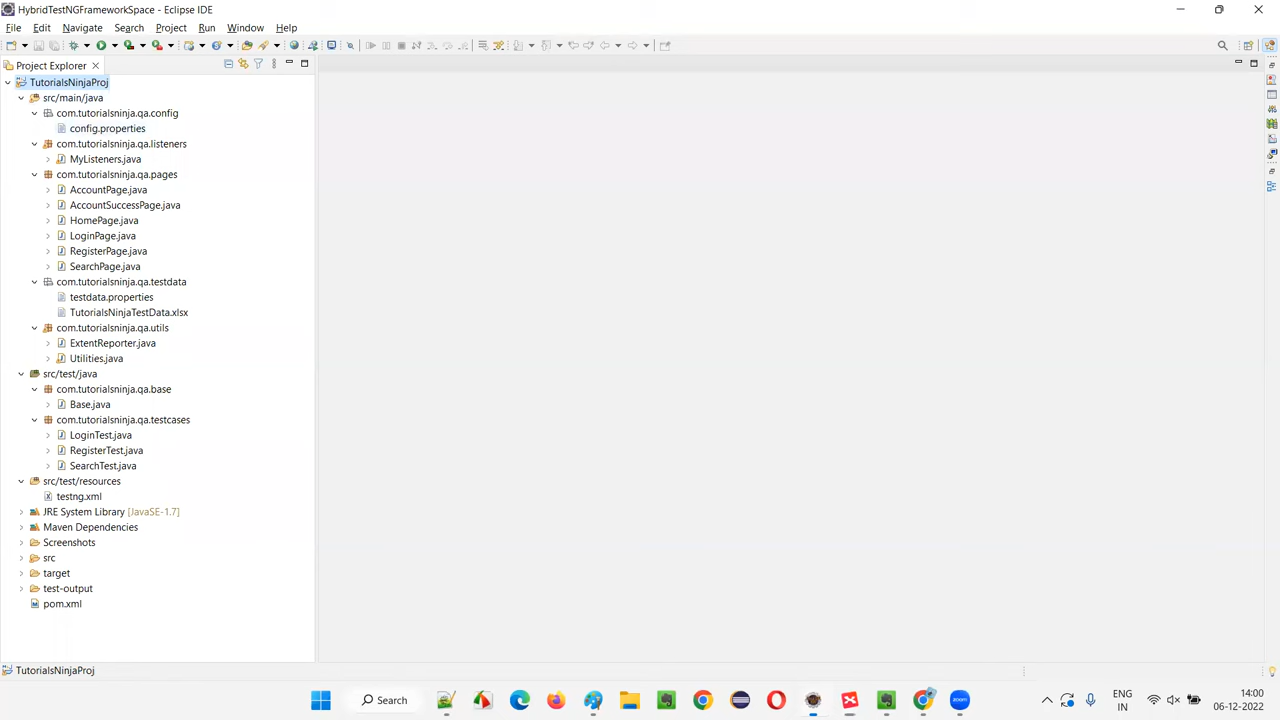 HybridTestNGFrameworkSpace - Eclipse IDE
File Edit Navigate Search Project Run Window Help
Project Explorer
TutorialsNinjaProj
src/main/java
com.tutorialsninja.qa.config
config.properties
com.tutorialsninja.qa.listeners
MyListeners.java
com.tutorialsninja.qa.pages
AccountPage.java
AccountSuccessPage.java
HomePage.java
LoginPage.java
RegisterPage.java
SearchPage.java
com.tutorialsninja.qa.testdata
testdata.properties
TutorialsNinjaTestData.xlsx
com.tutorialsninja.qa.utils
ExtentReporter.java
Utilities.java
src/test/java
com.tutorialsninja.qa.base
Base.java
com.tutorialsninja.qa.testcases
LoginTest.java
RegisterTest.java
SearchTest.java
src/test/resources
testng.xml
JRE System Library [JavaSE-1.7]
Maven Dependencies
Screenshots
src
target
test-output
pom.xml
TutorialsNinjaProj
Search
zoom
ENG
IN
14:00
06-12-2022